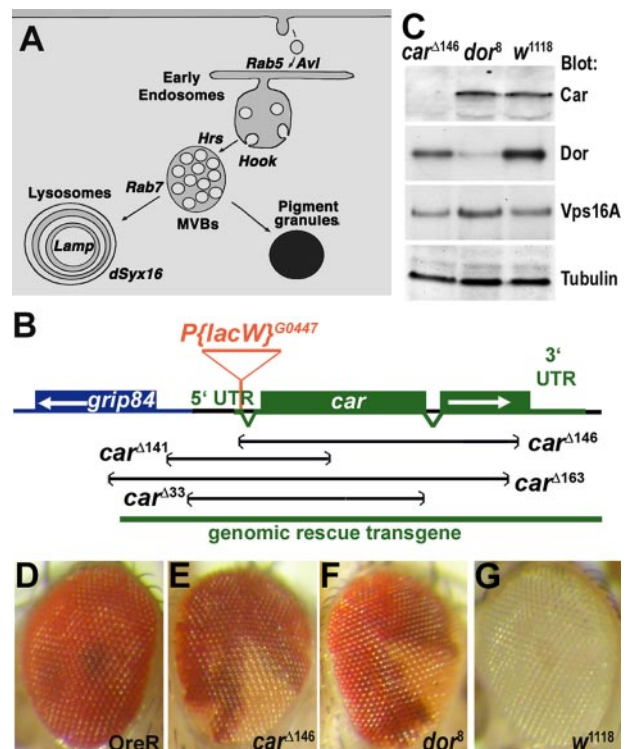 A
Rab5 Avl
Early
Endosomes
Hrs
Hook
Rab7
Lysosomes
MVBs
Pigment
granules
Lamp
dSyx16
C
carΔ146 dor8 w1118
Blot:
Car
Dor
Vps16A
Tubulin
B
P{lacW}G0447
3‘
UTR
5‘ UTR
grip84
car
carΔ146
carΔ141
carΔ163
carΔ33
genomic rescue transgene
D
OreR
E
carΔ146
F
dor8
G
w1118